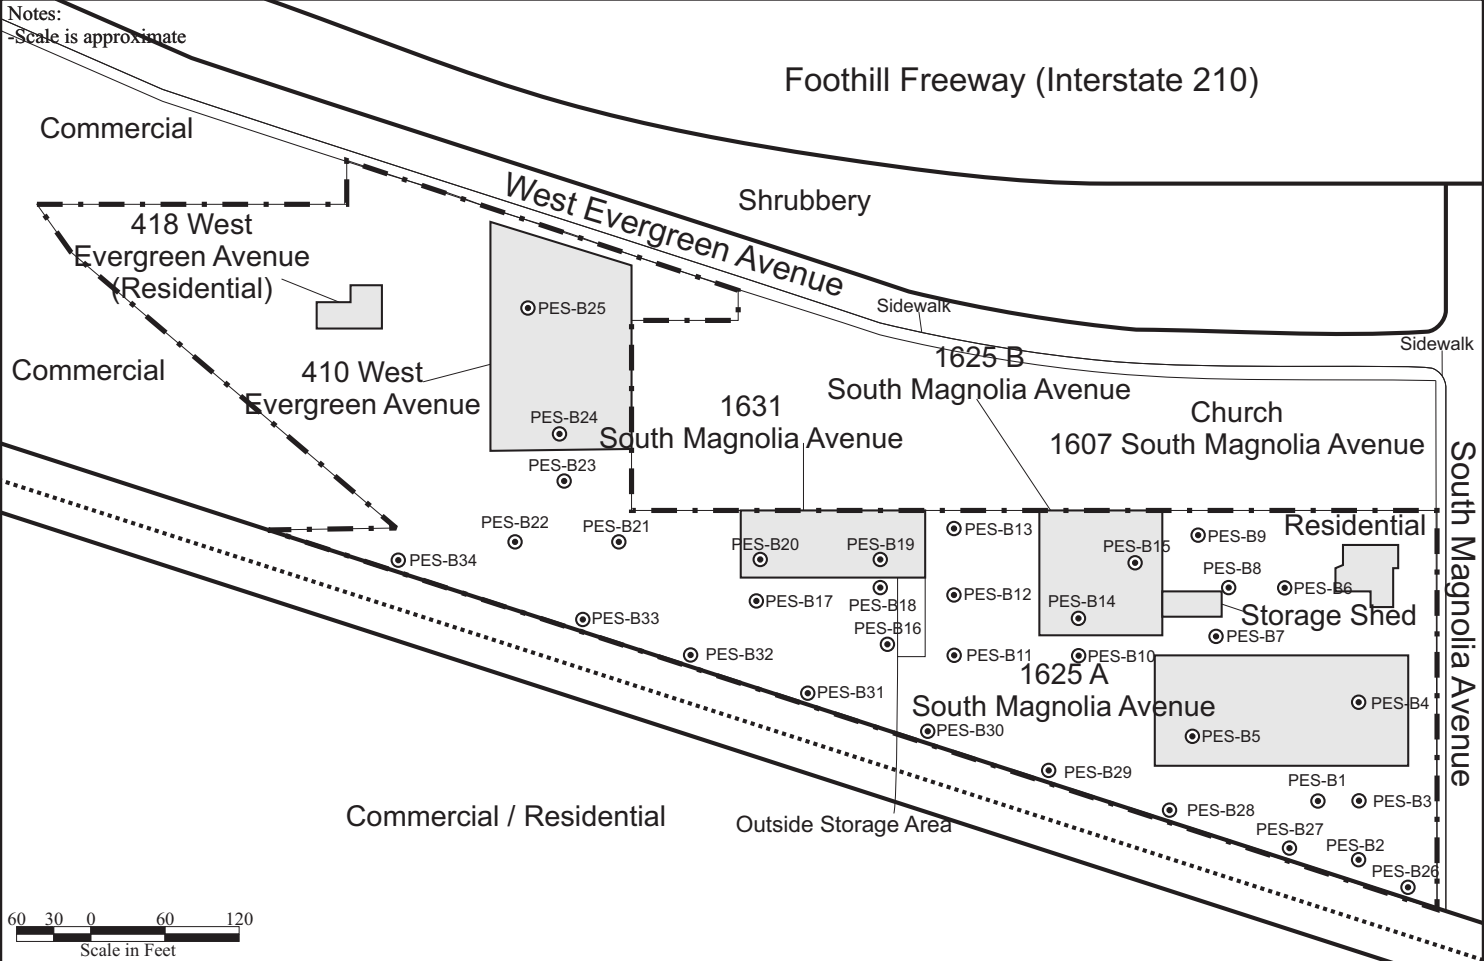 Notes:
-Scale is approximate
Foothill Freeway (Interstate 210)
Commercial
Shrubbery
West Evergreen Avenue
418 West
Evergreen Avenue
(Residential)
PES-B25
Sidewalk
Sidewalk
Commercial
410 West
Evergreen Avenue
1625 B
South Magnolia Avenue
1631
South Magnolia Avenue
Church
1607 South Magnolia Avenue
PES-B24
PES-B23
South Magnolia Avenue
PES-B22
PES-B21
PES-B34
PES-B20
PES-B19
PES-B13
PES-B15
PES-B9
Residential
PES-B8
PES-B6
PES-B17
PES-B18
PES-B12
PES-B14
Storage Shed
PES-B33
PES-B16
PES-B7
PES-B32
PES-B11
PES-B10
1625 A
South Magnolia Avenue
PES-B31
PES-B4
PES-B30
PES-B5
PES-B29
PES-B1
PES-B3
PES-B28
Commercial / Residential
Outside Storage Area
PES-B27
PES-B2
PES-B26
60 30 0 60 120
Scale in Feet